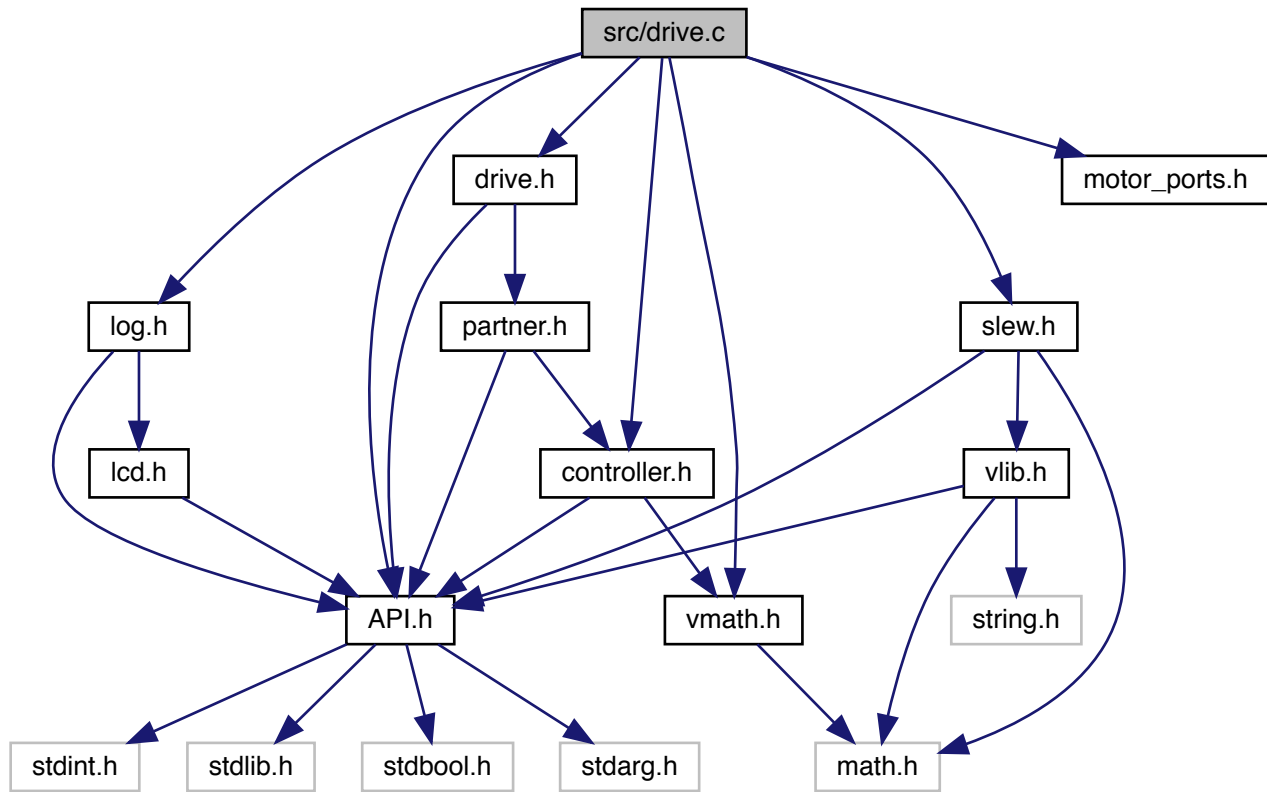 src/drive.c
drive.h
motor_ports.h
log.h
partner.h
slew.h
lcd.h
controller.h
vlib.h
API.h
vmath.h
string.h
stdint.h
stdlib.h
stdbool.h
stdarg.h
math.h